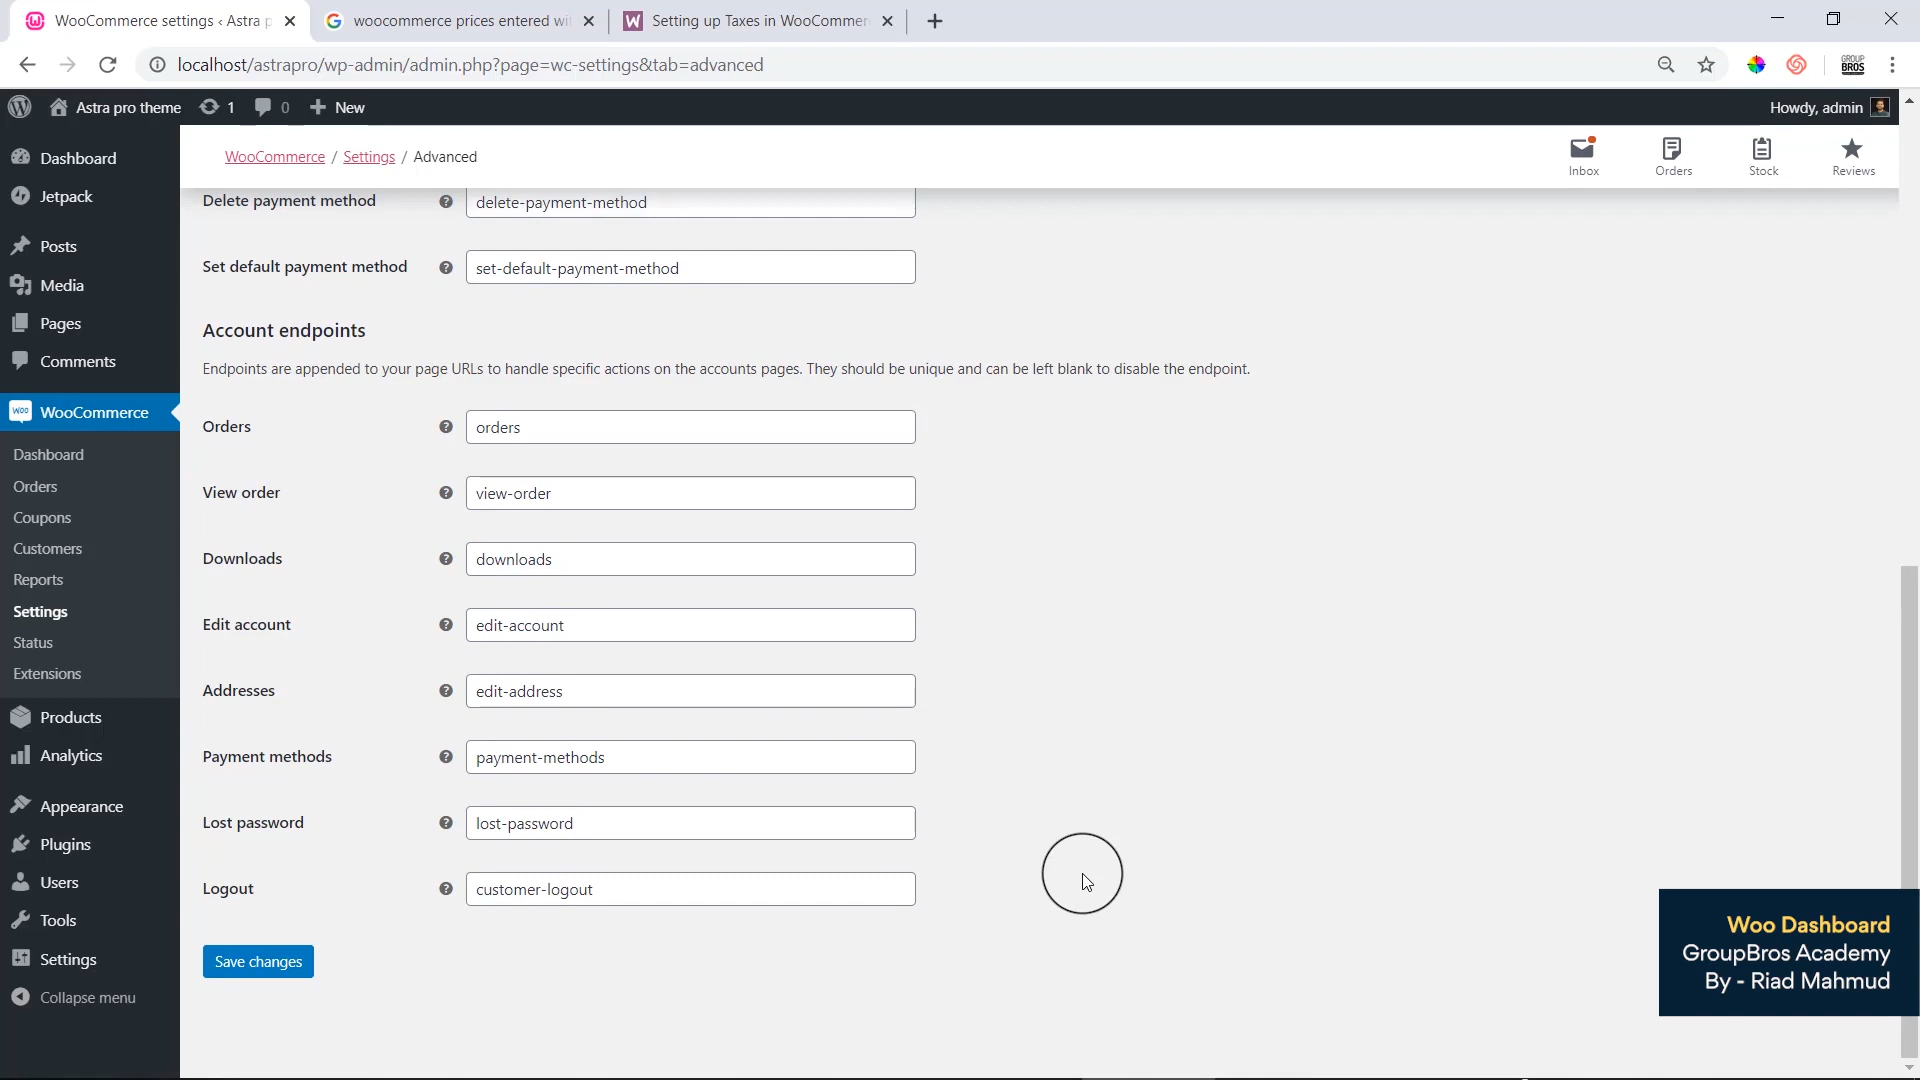 WooCommerce settings ‹ Astra p
woocommerce prices entered wi
Setting up Taxes in WooCommer
localhost/astrapro/wp-admin/admin.php?page=wc-settings&tab=advanced
GROUP
BROS
Astra pro theme 1 0 New
Howdy, admin
WooCommerce / Settings / Advanced
Inbox
Orders
Stock
Reviews
Dashboard
Jetpack
Posts
Media
Pages
Comments
WooCommerce
Dashboard
Orders
Coupons
Customers
Reports
Settings
Status
Extensions
Products
Analytics
Appearance
Plugins
Users
Tools
Settings
Collapse menu
Delete payment method delete-payment-method
Set default payment method set-default-payment-method
Account endpoints
Endpoints are appended to your page URLs to handle specific actions on the accounts pages. They should be unique and can be left blank to disable the endpoint.
Orders orders
View order view-order
Downloads downloads
Edit account edit-account
Addresses edit-address
Payment methods payment-methods
Lost password lost-password
Logout customer-logout
Save changes
Woo Dashboard
GroupBros Academy
By - Riad Mahmud